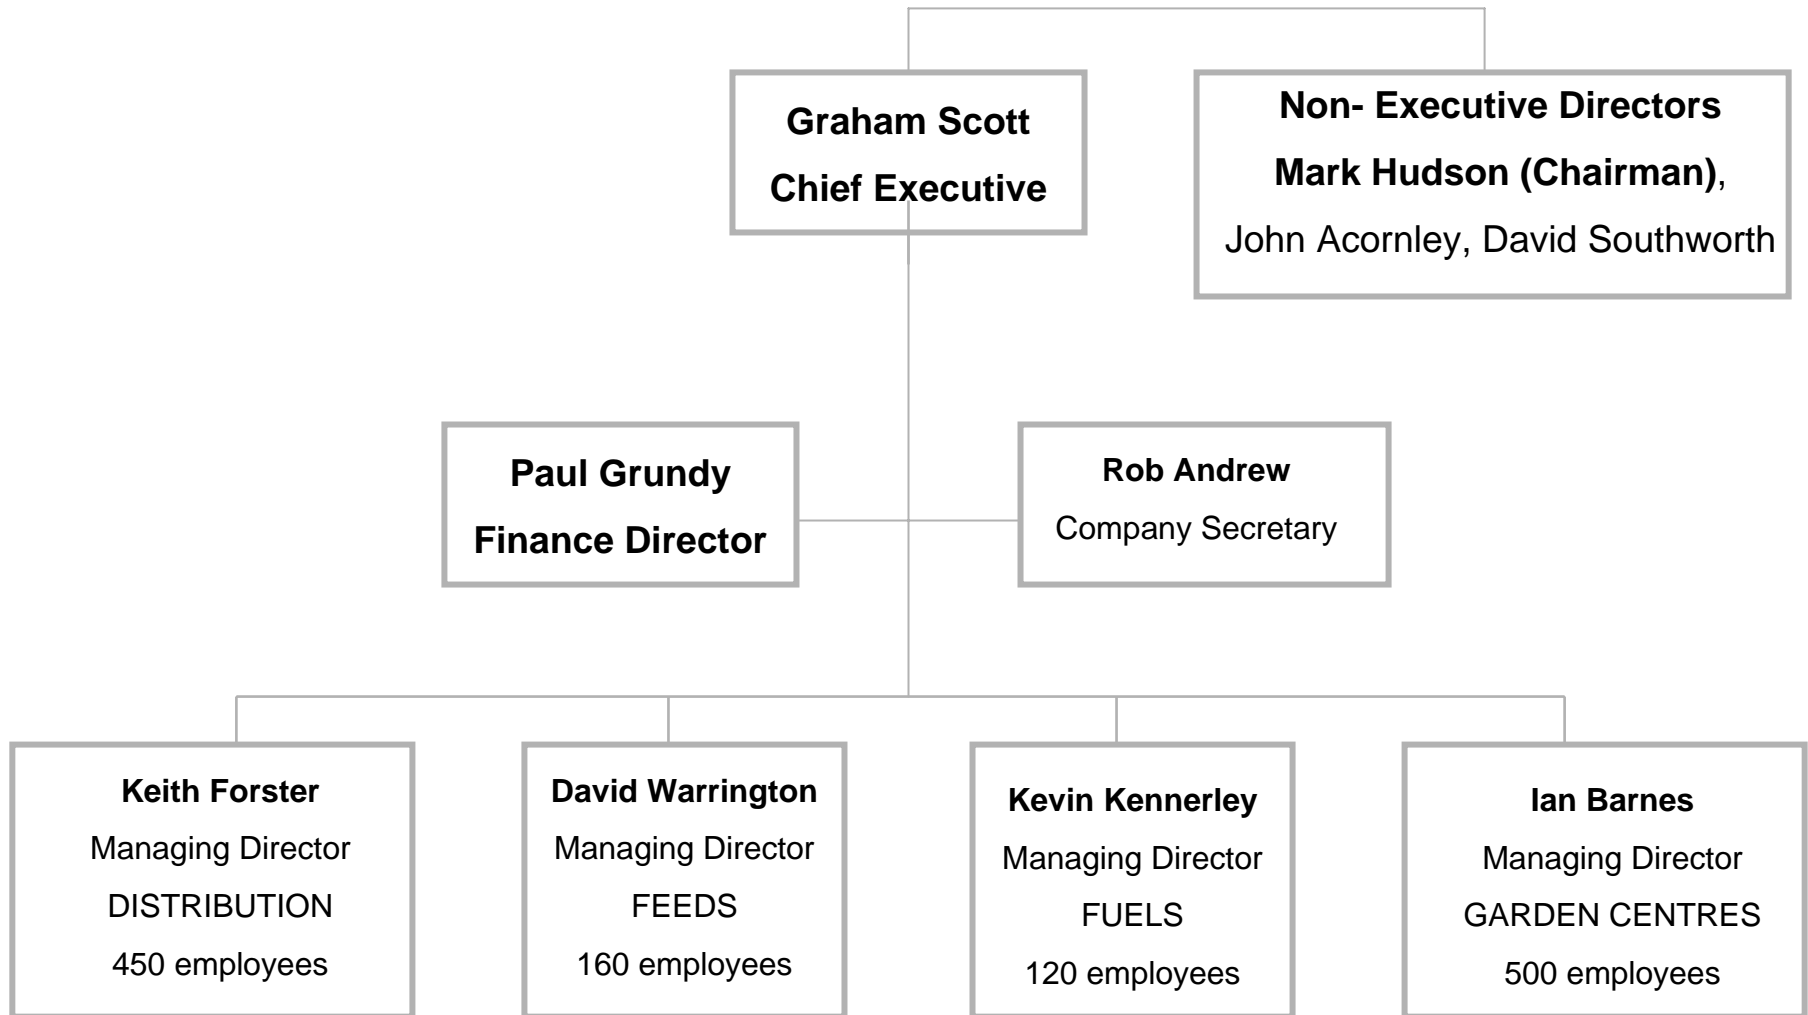 Graham Scott
Chief Executive
Non- Executive Directors
Mark Hudson (Chairman),
John Acornley, David Southworth
Paul Grundy
Finance Director
Rob Andrew
Company Secretary
Keith Forster
Managing Director
DISTRIBUTION
450 employees
David Warrington
Managing Director
FEEDS
160 employees
Kevin Kennerley
Managing Director
FUELS
120 employees
Ian Barnes
Managing Director
GARDEN CENTRES
500 employees